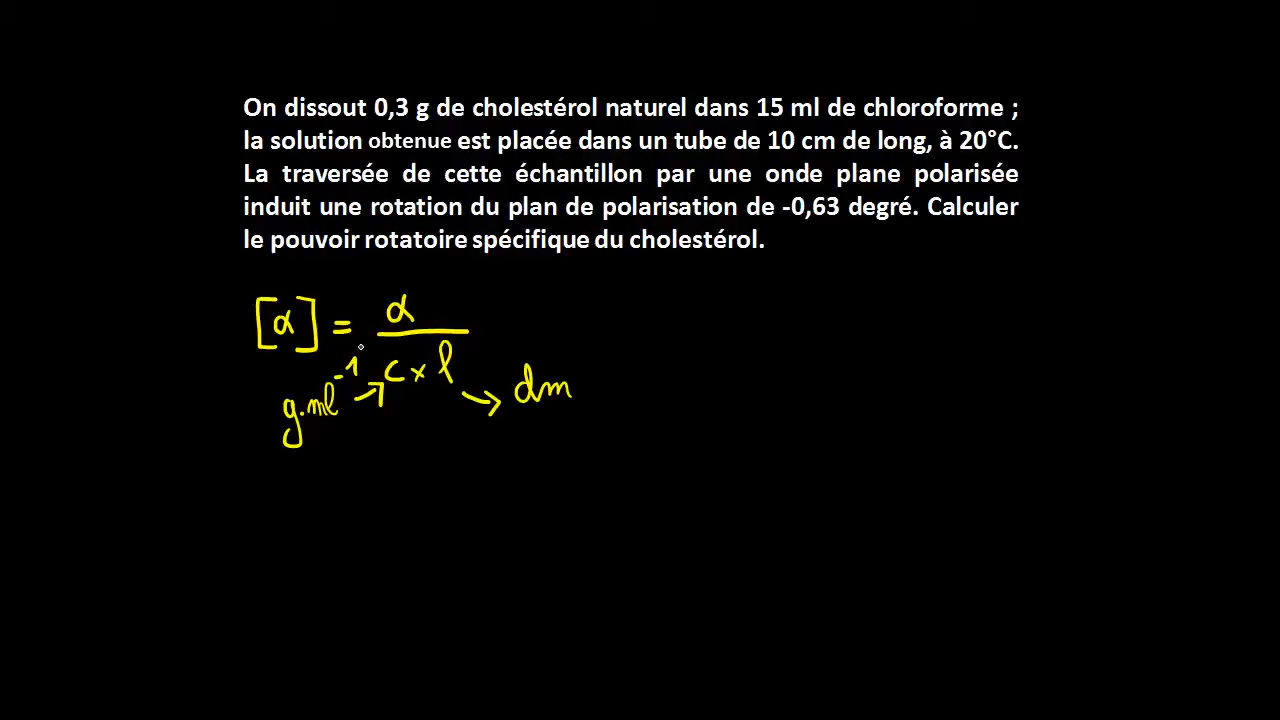 On dissout 0,3 g de cholestérol naturel dans 15 ml de chloroforme ;
la solution obtenue est placée dans un tube de 10 cm de long, à 20°C.
La traversée de cette échantillon par une onde plane polarisée
induit une rotation du plan de polarisation de -0,63 degré. Calculer
le pouvoir rotatoire spécifique du cholestérol.
[α] = α
c × l
g.ml⁻¹ → → dm